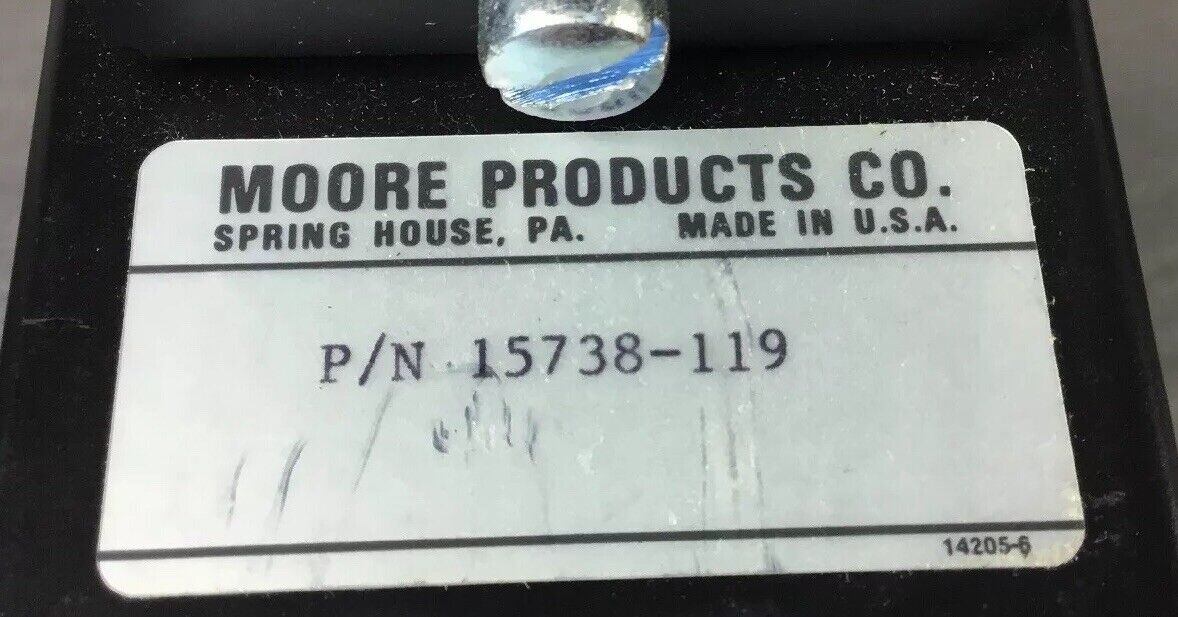 MOORE PRODUCTS CO.
SPRING HOUSE, PA. MADE IN U.S.A.
P/N 15738-119
14205-6